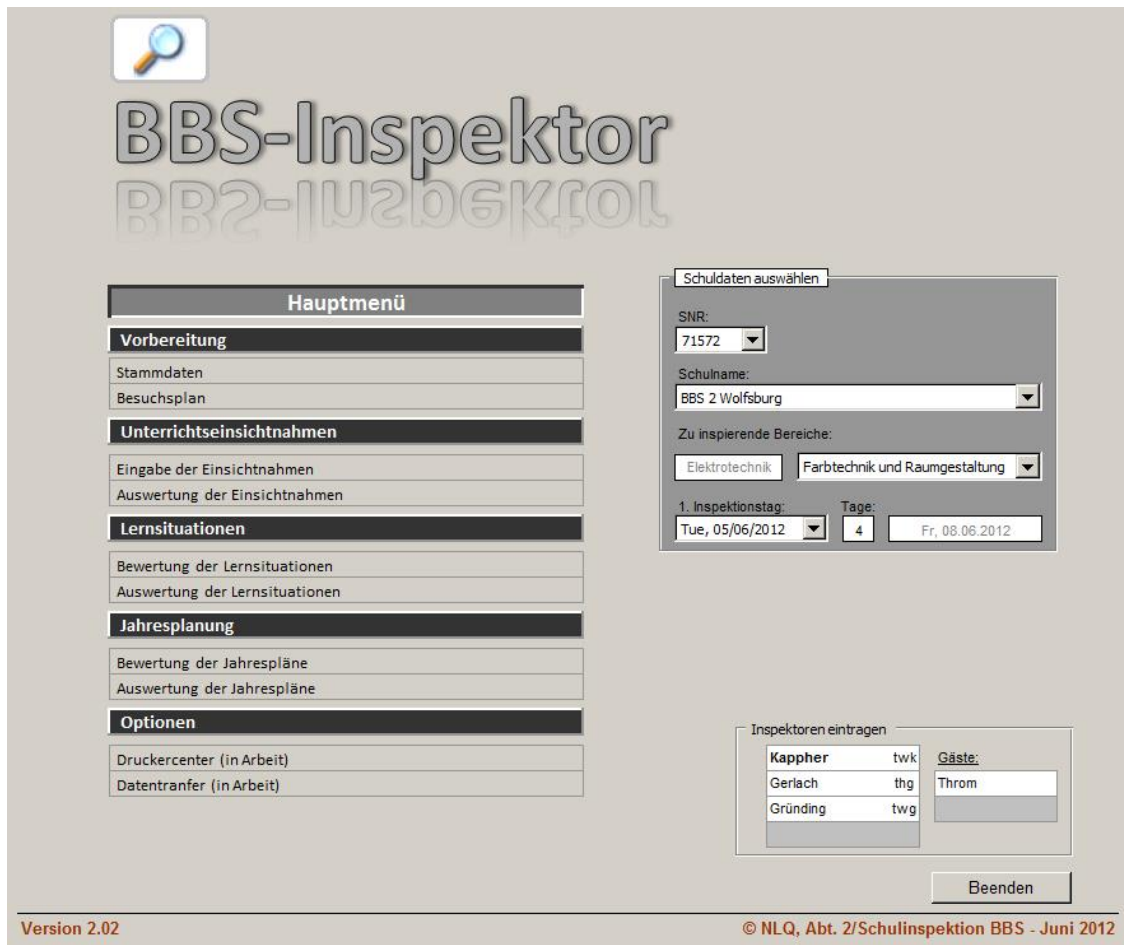 BBS-Inspektor
Hauptmenü
Vorbereitung
Stammdaten
Besuchsplan
Unterrichtseinsichtnahmen
Eingabe der Einsichtnahmen
Auswertung der Einsichtnahmen
Lernsituationen
Bewertung der Lernsituationen
Auswertung der Lernsituationen
Jahresplanung
Bewertung der Jahrespläne
Auswertung der Jahrespläne
Optionen
Druckercenter (in Arbeit)
Datentranfer (in Arbeit)
Schuldaten auswählen
SNR:
71572
Schulname:
BBS 2 Wolfsburg
Zu inspierende Bereiche:
Elektrotechnik Farbtechnik und Raumgestaltung
1. Inspektionstag: Tage:
Tue, 05/06/2012 4 Fr, 08.06.2012
Inspektoren eintragen
Kappher twk Gäste:
Gerlach thg Throm
Gründing twg
Beenden
Version 2.02 © NLQ, Abt. 2/Schulinspektion BBS - Juni 2012